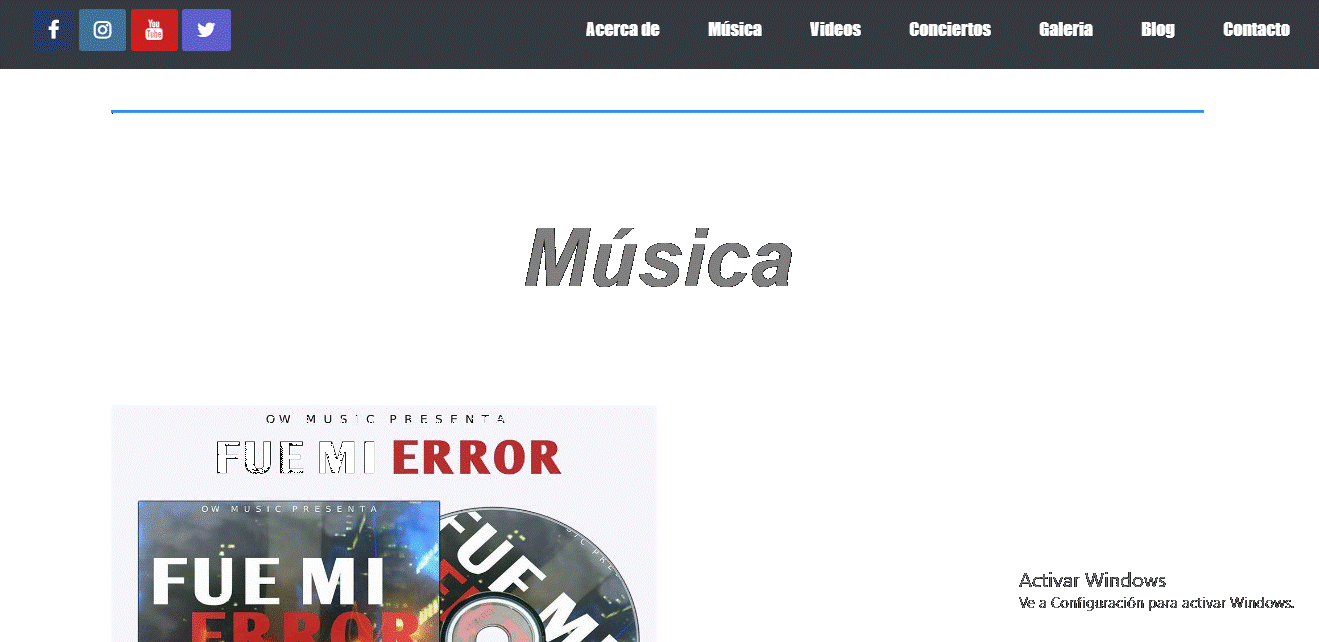 f
You Tube
Acerca de Música Videos Conciertos Galeria Blog Contacto
Música
OW MUSIC PRESENTA
FUE MI ERROR
OW MUSIC PRESENTA
FUE MI
ERROR
FUE MI
Activar Windows
Ve a Configuración para activar Windows.